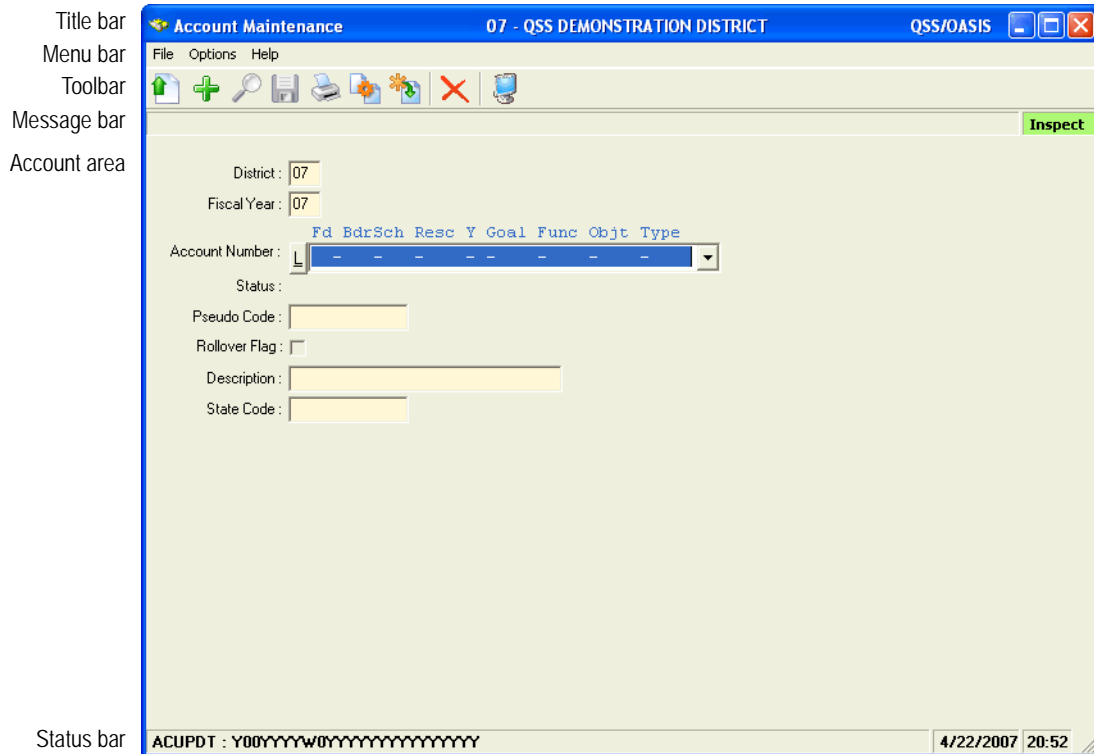 Title bar
Account Maintenance 07 - QSS DEMONSTRATION DISTRICT QSS/OASIS
Menu bar
File Options Help
Toolbar
Message bar
Inspect
Account area
District : 07
Fiscal Year : 07
Fd BdrSch Resc Y Goal Func Objt Type
Account Number : L - - - - - - - -
Status :
Pseudo Code :
Rollover Flag :
Description :
State Code :
Status bar
ACUPDT : Y00YYYYW0YYYYYYYYYYYYYYY 4/22/2007 20:52